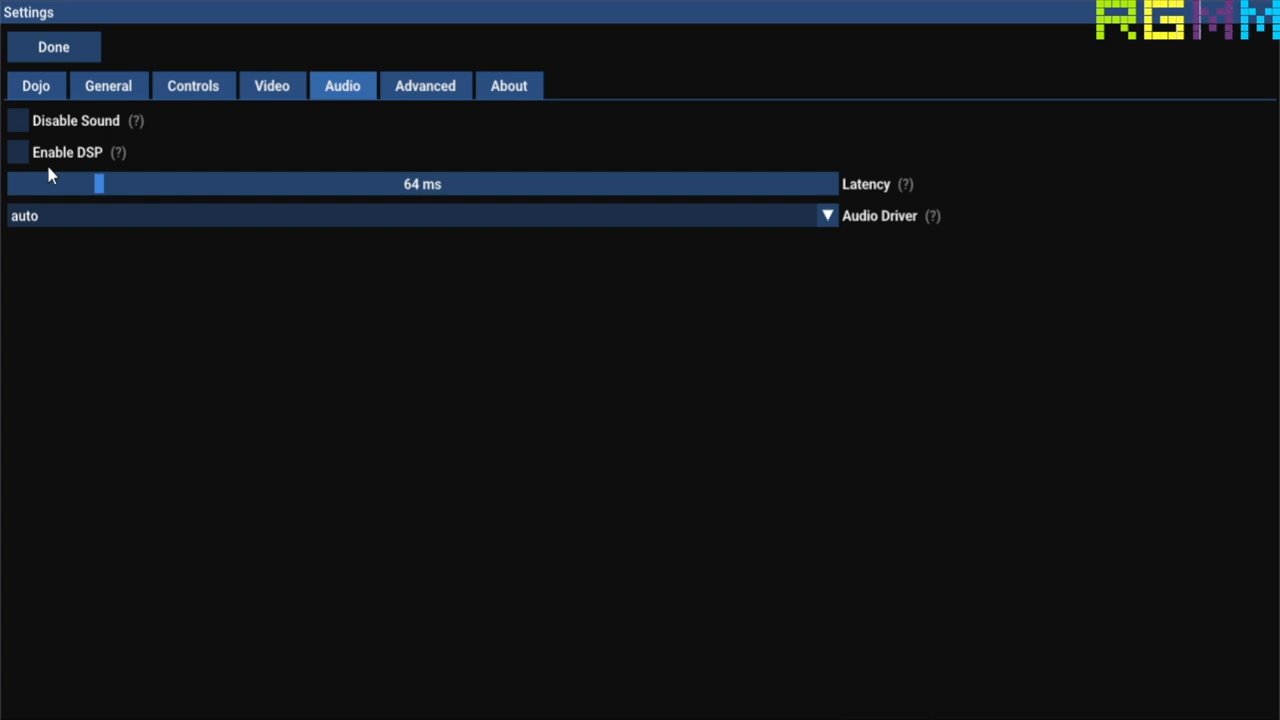 Settings
RGMM
Done
Dojo General Controls Video Audio Advanced About
Disable Sound (?)
Enable DSP (?)
64 ms Latency (?)
auto Audio Driver (?)